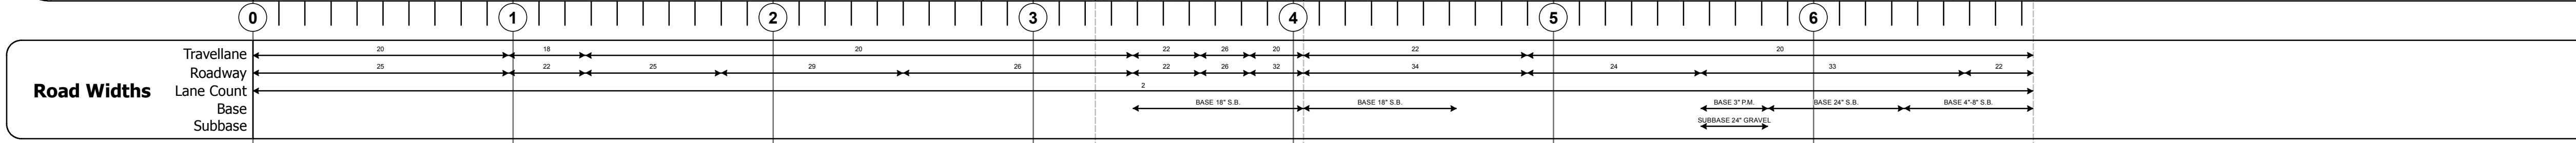 0 1 2 3 4 5 6
Road Widths
Travellane 20 18 20 22 26 20 22 20
Roadway 25 22 25 29 26 22 26 32 34 24 33 22
Lane Count 2
Base BASE 18" S.B. BASE 18" S.B. BASE 3" P.M. BASE 24" S.B. BASE 4"-8" S.B.
Subbase SUBBASE 24" GRAVEL